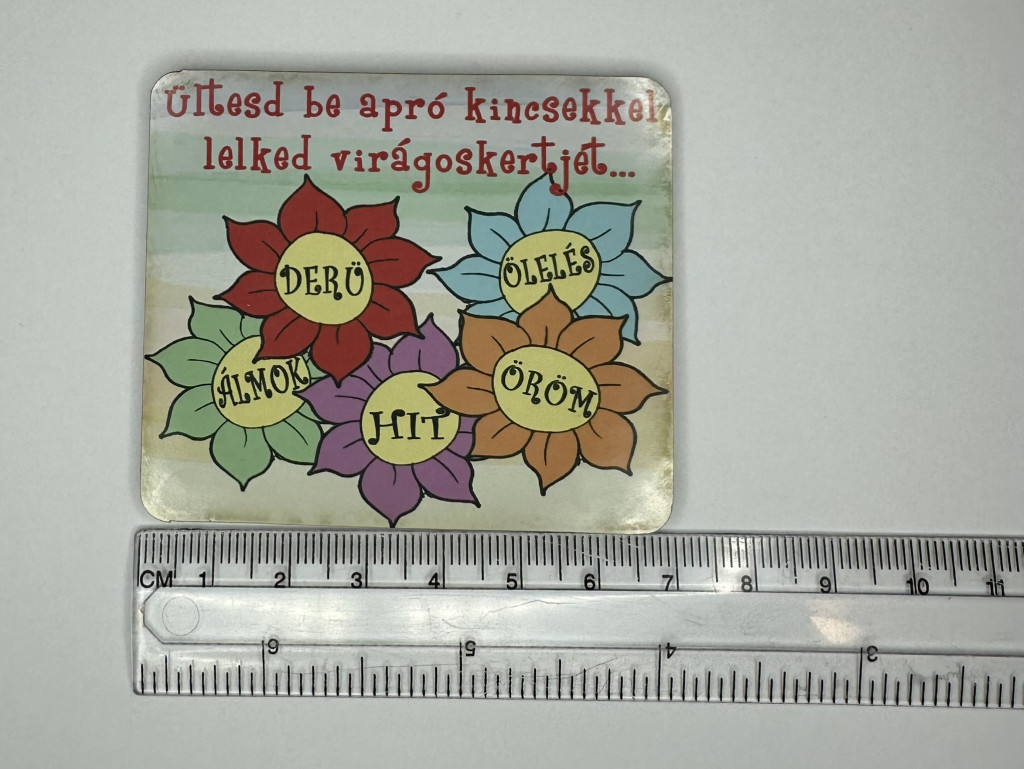 Ültesd be apró kincsekkel
lelked virágoskertjét...
DERŰ
ÖLELÉS
ÁLMOK
HIT
ÖRÖM
CM 1 2 3 4 5 6 7 8 9 10 11
6 5 4 3